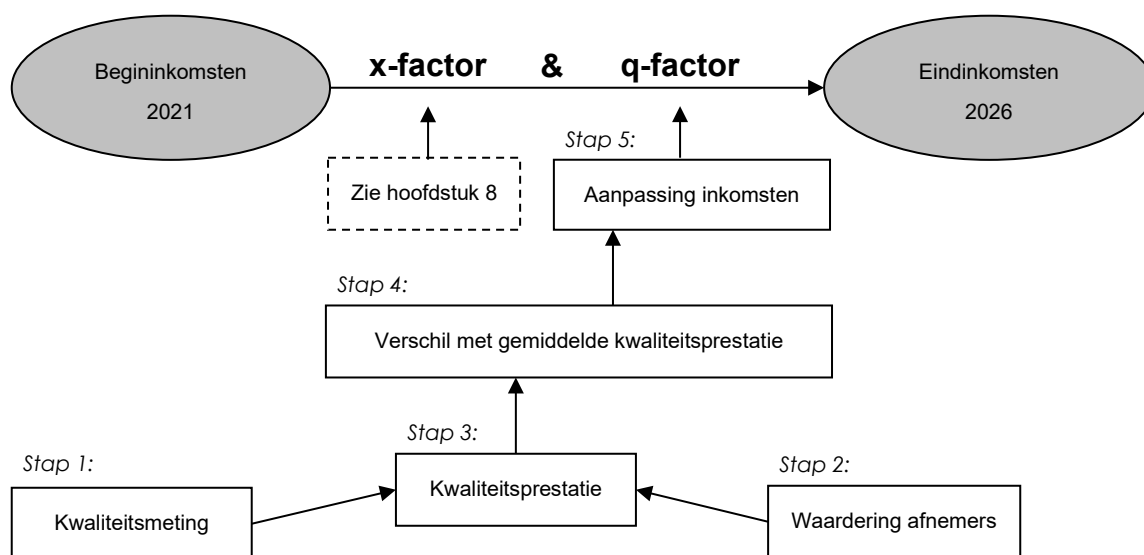 Begininkomsten
2021
x-factor & q-factor
Eindinkomsten
2026
Stap 5:
Zie hoofdstuk 8
Aanpassing inkomsten
Stap 4:
Verschil met gemiddelde kwaliteitsprestatie
Stap 3:
Kwaliteitsprestatie
Stap 1:
Kwaliteitsmeting
Stap 2:
Waardering afnemers